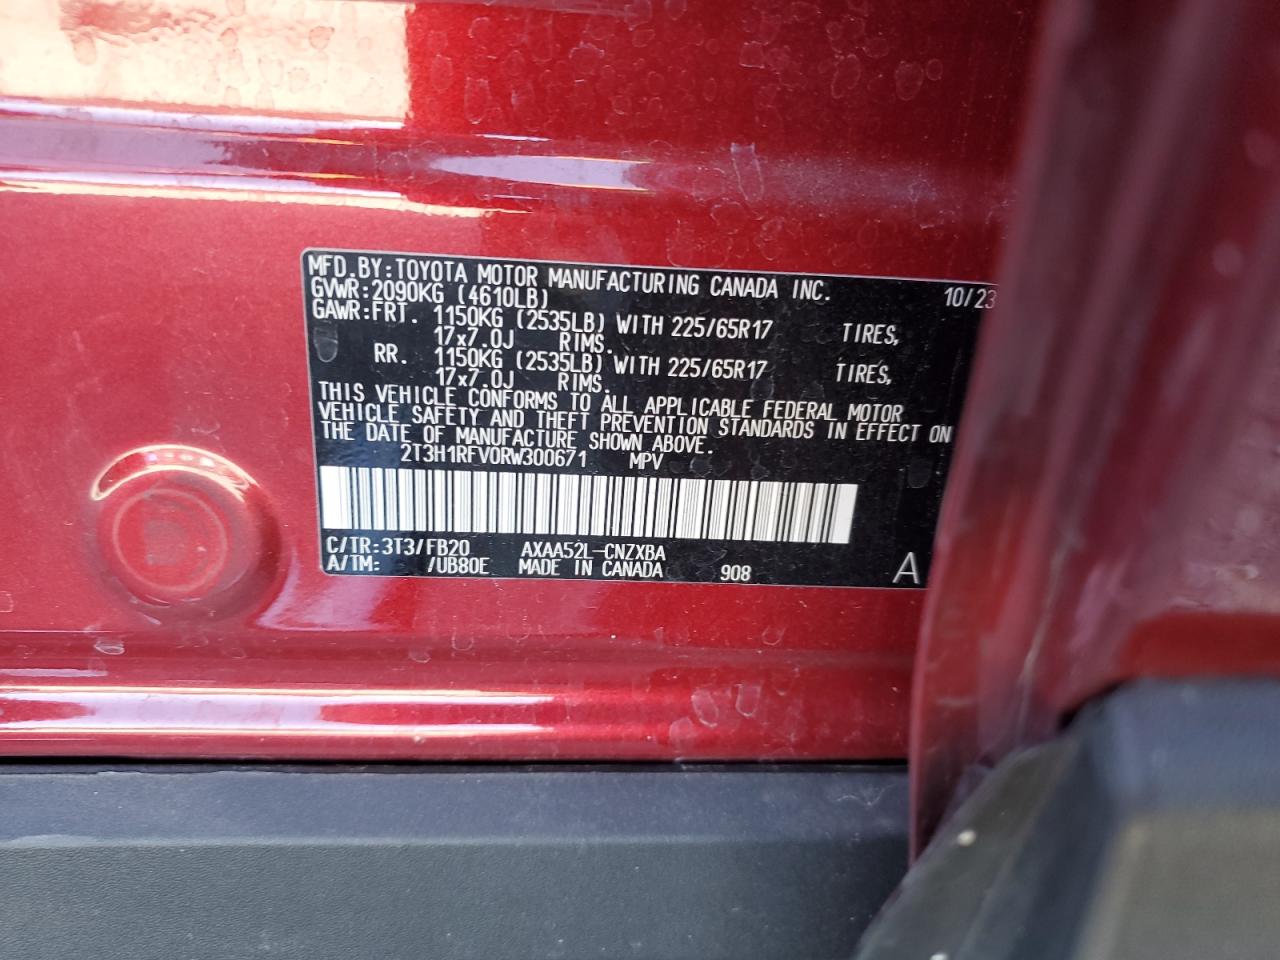 MFD.BY:TOYOTA MOTOR MANUFACTURING CANADA INC. 10/23
GVWR:2090KG (4610LB)
GAWR:FRT. 1150KG (2535LB) WITH 225/65R17 TIRES,
17x7.0J RIMS.
RR. 1150KG (2535LB) WITH 225/65R17 TIRES,
17x7.0J RIMS.
THIS VEHICLE CONFORMS TO ALL APPLICABLE FEDERAL MOTOR
VEHICLE SAFETY AND THEFT PREVENTION STANDARDS IN EFFECT ON
THE DATE OF MANUFACTURE SHOWN ABOVE.
2T3H1RFV0RW300671 MPV
C/TR:3T3/FB20 AXAA52L-CNZXBA
A/TM: /UB80E MADE IN CANADA 908 A